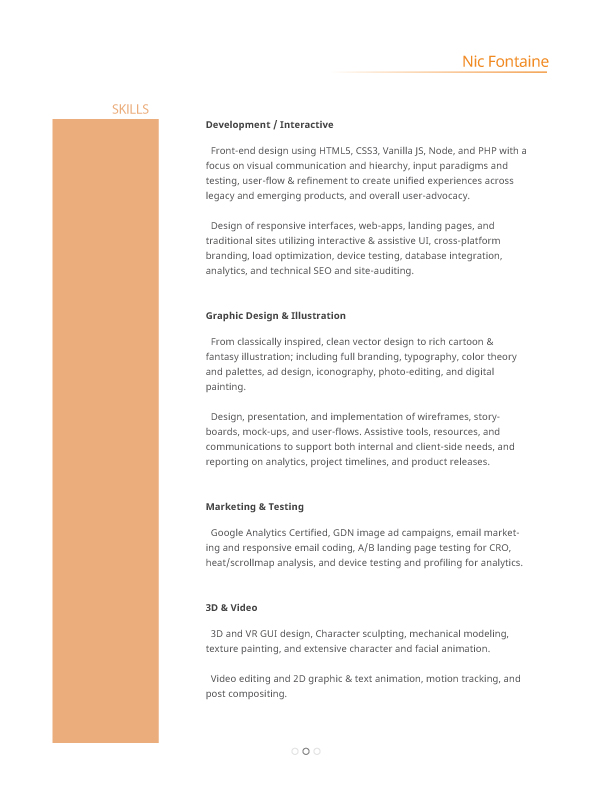 Nic Fontaine
SKILLS
Development / Interactive
Front-end design using HTML5, CSS3, Vanilla JS, Node, and PHP with a
focus on visual communication and hiearchy, input paradigms and
testing, user-flow & refinement to create unified experiences across
legacy and emerging products, and overall user-advocacy.
Design of responsive interfaces, web-apps, landing pages, and
traditional sites utilizing interactive & assistive UI, cross-platform
branding, load optimization, device testing, database integration,
analytics, and technical SEO and site-auditing.
Graphic Design & Illustration
From classically inspired, clean vector design to rich cartoon &
fantasy illustration; including full branding, typography, color theory
and palettes, ad design, iconography, photo-editing, and digital
painting.
Design, presentation, and implementation of wireframes, story-
boards, mock-ups, and user-flows. Assistive tools, resources, and
communications to support both internal and client-side needs, and
reporting on analytics, project timelines, and product releases.
Marketing & Testing
Google Analytics Certified, GDN image ad campaigns, email market-
ing and responsive email coding, A/B landing page testing for CRO,
heat/scrollmap analysis, and device testing and profiling for analytics.
3D & Video
3D and VR GUI design, Character sculpting, mechanical modeling,
texture painting, and extensive character and facial animation.
Video editing and 2D graphic & text animation, motion tracking, and
post compositing.